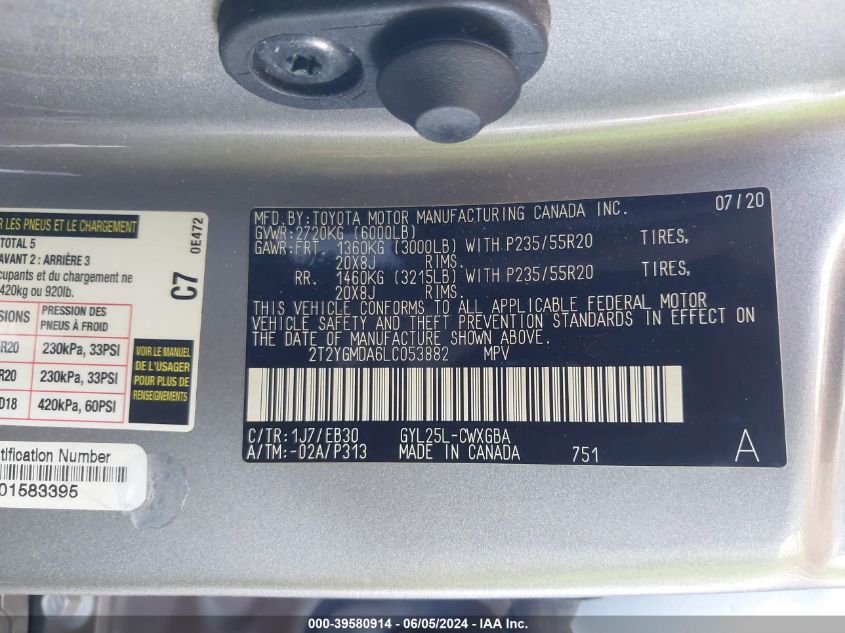 R LES PNEUS ET LE CHARGEMENT
TOTAL 5
AVANT 2 : ARRIÈRE 3
cupants et du chargement ne
420kg ou 920lb.
SIONS
PRESSION DES
PNEUS À FROID
R20 230kPa, 33PSI
R20 230kPa, 33PSI
D18 420kPa, 60PSI
VOIR LE MANUEL
DE L'USAGER
POUR PLUS DE
RENSEIGNEMENTS
C7
0E472
tification Number
01583395
07/20
MFD.BY:TOYOTA MOTOR MANUFACTURING CANADA INC.
GVWR:2720KG (6000LB)
GAWR:FRT 1360KG (3000LB) WITH P235/55R20 TIRES,
20X8J RIMS.
RR. 1460KG (3215LB) WITH P235/55R20 TIRES,
20X8J RIMS.
THIS VEHICLE CONFORMS TO ALL APPLICABLE FEDERAL MOTOR
VEHICLE SAFETY AND THEFT PREVENTION STANDARDS IN EFFECT ON
THE DATE OF MANUFACTURE SHOWN ABOVE.
2T2YGMDA6LC053882 MPV
C/TR:1J7/EB30 GYL25L-CWXGBA
A/TM:-02A/P313 MADE IN CANADA 751 A
000-39580914 - 06/05/2024 - IAA Inc.